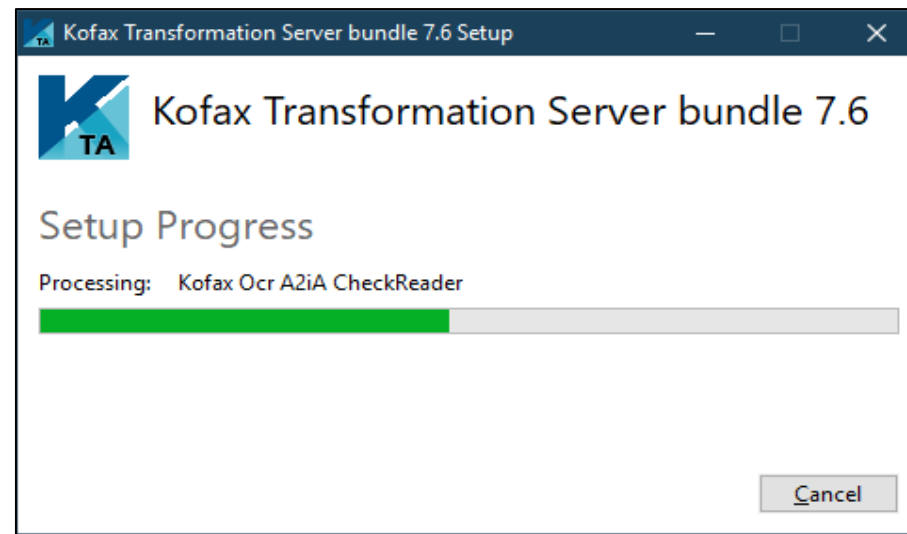 Kofax Transformation Server bundle 7.6 Setup
Kofax Transformation Server bundle 7.6
TA
Setup Progress
Processing: Kofax Ocr A2iA CheckReader
Cancel